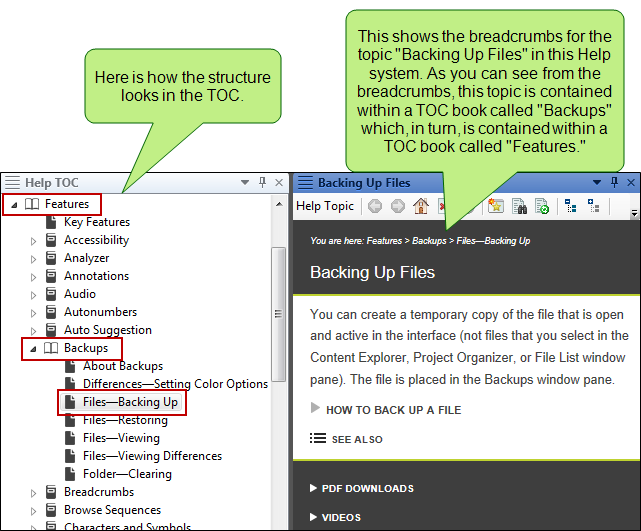 Here is how the structure
looks in the TOC.
This shows the breadcrumbs for the
topic "Backing Up Files" in this Help
system. As you can see from the
breadcrumbs, this topic is contained
within a TOC book called "Backups"
which, in turn, is contained within a
TOC book called "Features."
Help TOC
Features
Key Features
Accessibility
Analyzer
Annotations
Audio
Autonumbers
Auto Suggestion
Backups
About Backups
Differences—Setting Color Options
Files—Backing Up
Files—Restoring
Files—Viewing
Files—Viewing Differences
Folder—Clearing
Breadcrumbs
Browse Sequences
Characters and Symbols
Backing Up Files
Help Topic
You are here: Features > Backups > Files—Backing Up
Backing Up Files
You can create a temporary copy of the file that is open
and active in the interface (not files that you select in the
Content Explorer, Project Organizer, or File List window
pane). The file is placed in the Backups window pane.
HOW TO BACK UP A FILE
SEE ALSO
PDF DOWNLOADS
VIDEOS